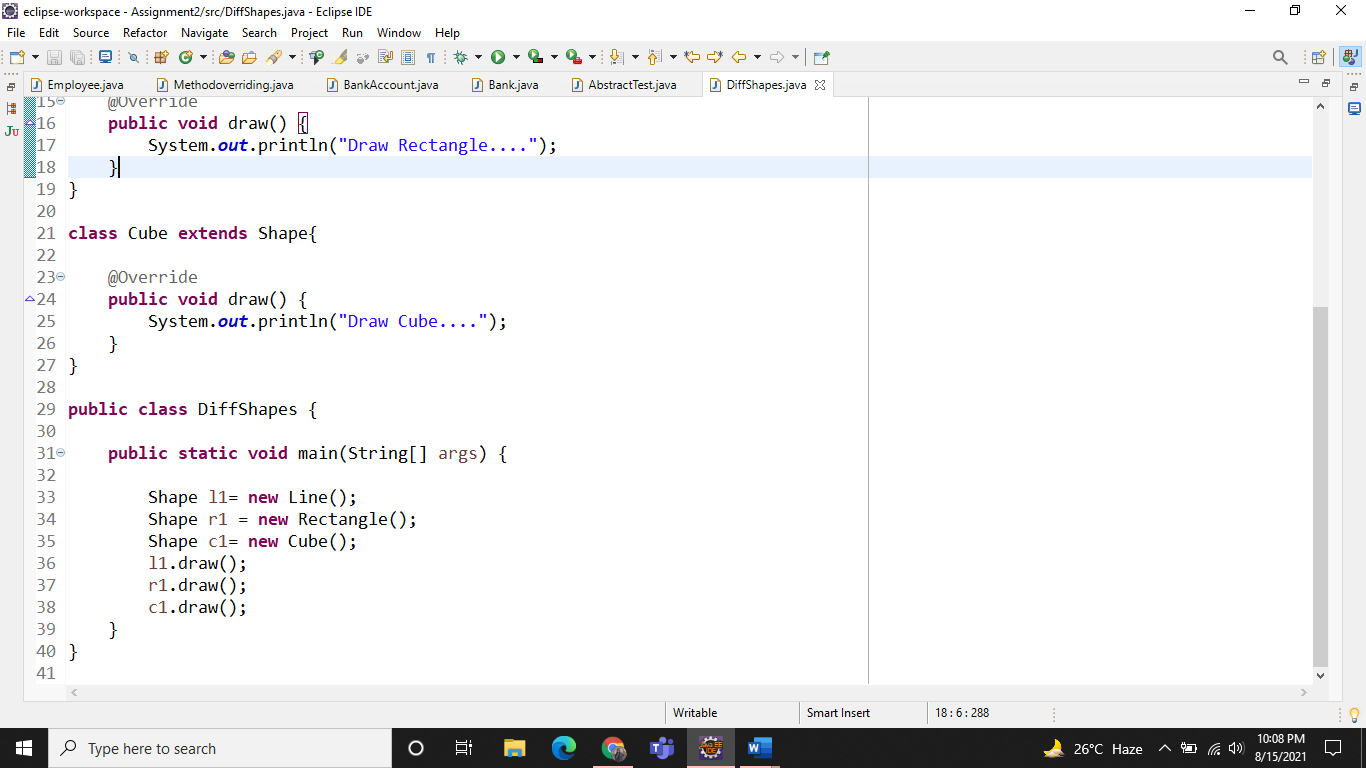 eclipse-workspace - Assignment2/src/DiffShapes.java - Eclipse IDE
File Edit Source Refactor Navigate Search Project Run Window Help
Employee.java Methodoverriding.java BankAccount.java Bank.java AbstractTest.java DiffShapes.java
15 @Override
16 public void draw() {
17 System.out.println("Draw Rectangle....");
18 }
19 }
20
21 class Cube extends Shape{
22
23 @Override
24 public void draw() {
25 System.out.println("Draw Cube....");
26 }
27 }
28
29 public class DiffShapes {
30
31 public static void main(String[] args) {
32
33 Shape l1= new Line();
34 Shape r1 = new Rectangle();
35 Shape c1= new Cube();
36 l1.draw();
37 r1.draw();
38 c1.draw();
39 }
40 }
41
Writable Smart Insert 18 : 6 : 288
Type here to search
26°C Haze
10:08 PM
8/15/2021